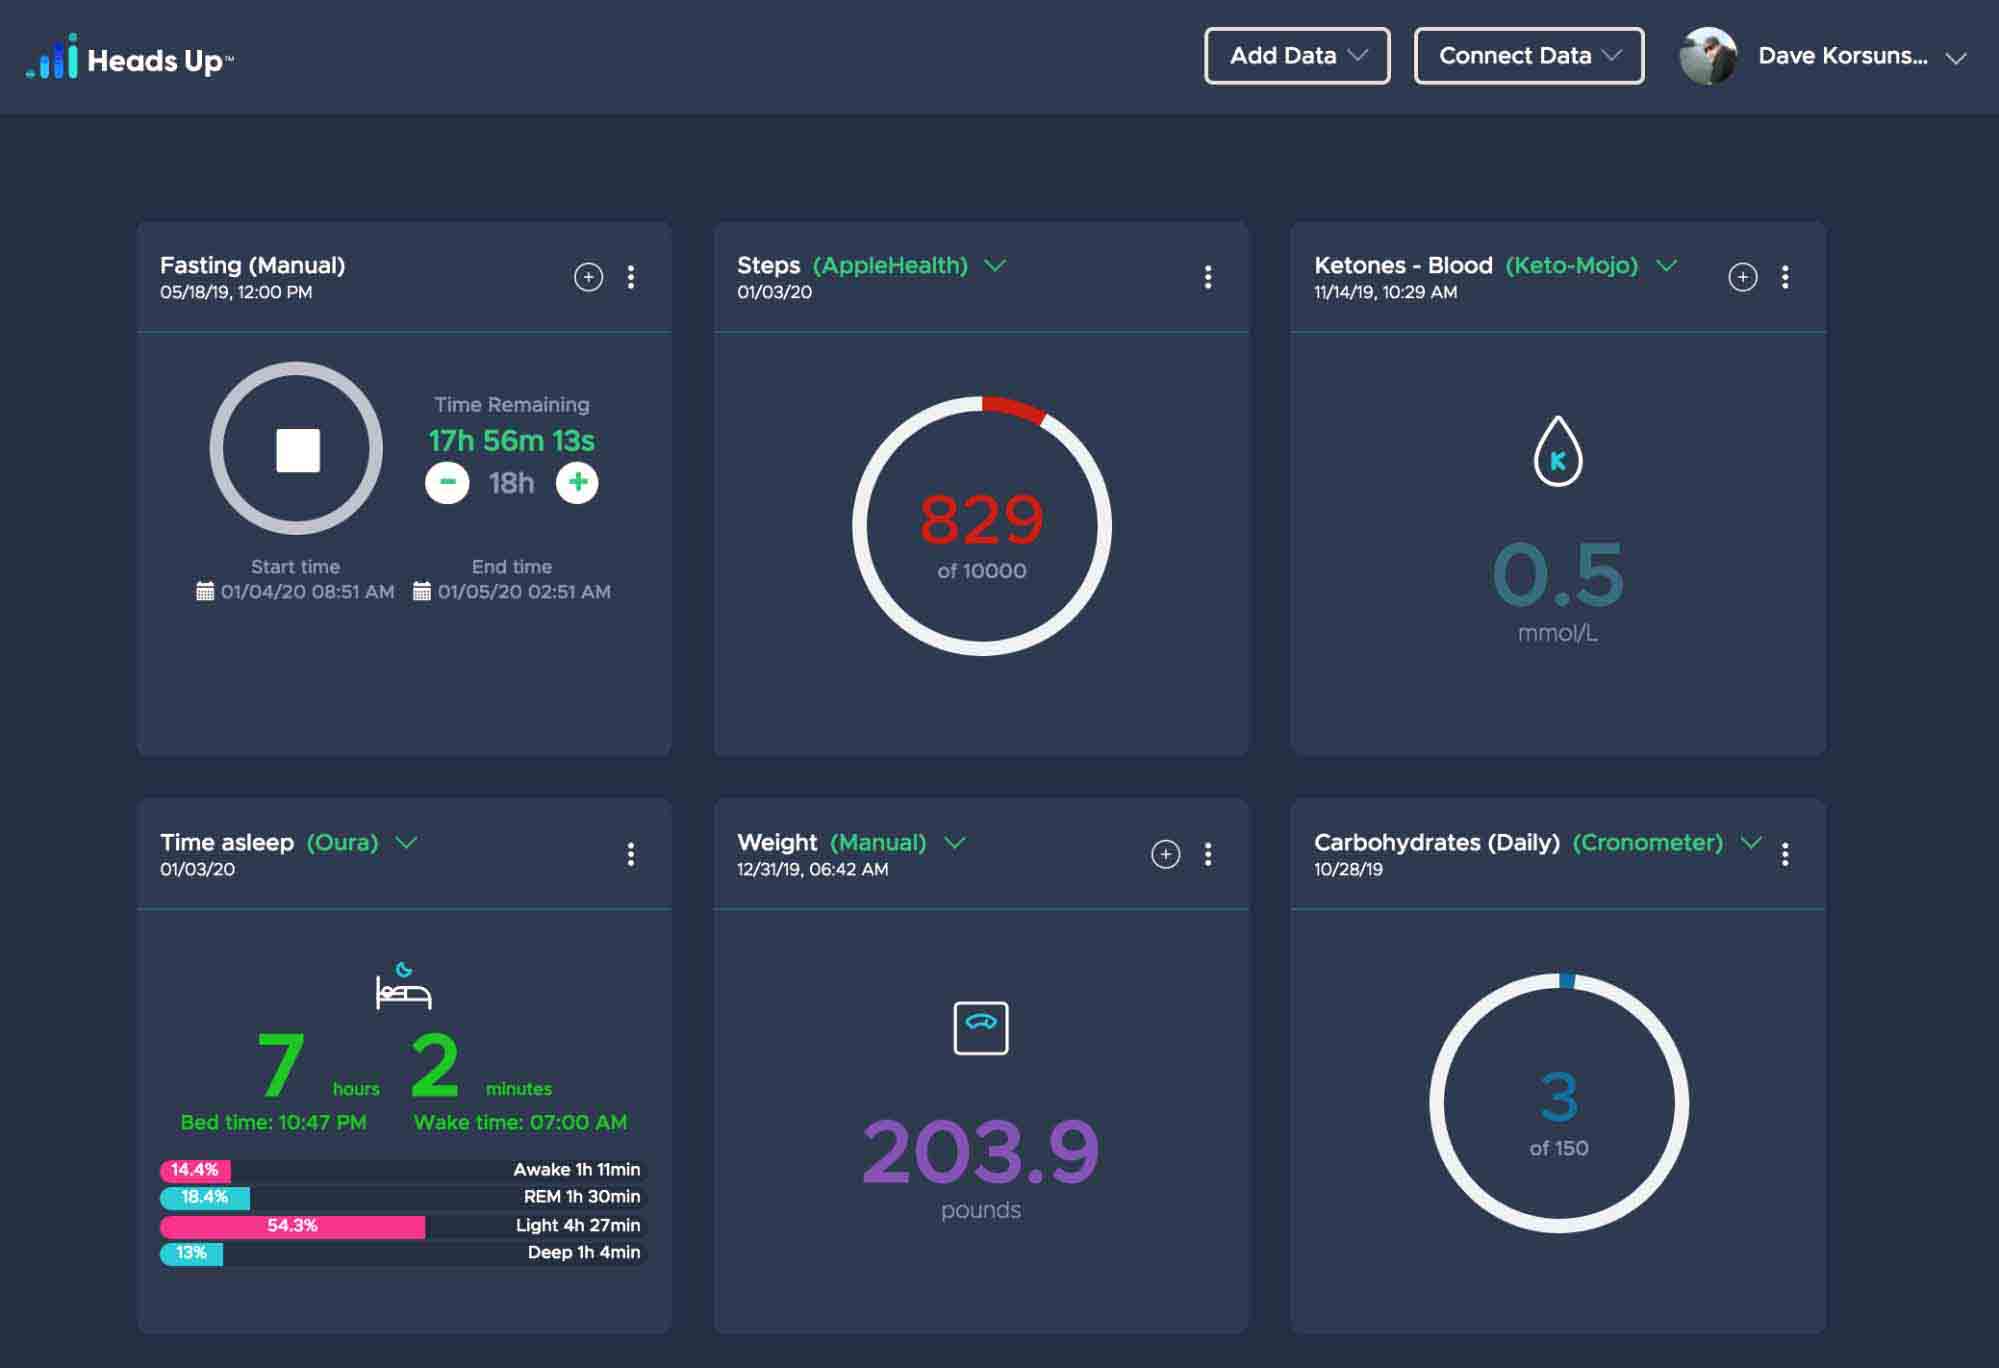 Heads Up™
Add Data
Connect Data
Dave Korsuns...
Fasting (Manual)
05/18/19, 12:00 PM
Time Remaining
17h 56m 13s
18h
Start time
01/04/20 08:51 AM
End time
01/05/20 02:51 AM
Steps (AppleHealth)
01/03/20
829
of 10000
Ketones - Blood (Keto-Mojo)
11/14/19, 10:29 AM
K
0.5
mmol/L
Time asleep (Oura)
01/03/20
7 hours 2 minutes
Bed time: 10:47 PM Wake time: 07:00 AM
14.4% Awake 1h 11min
18.4% REM 1h 30min
54.3% Light 4h 27min
13% Deep 1h 4min
Weight (Manual)
12/31/19, 06:42 AM
203.9
pounds
Carbohydrates (Daily) (Cronometer)
10/28/19
3
of 150